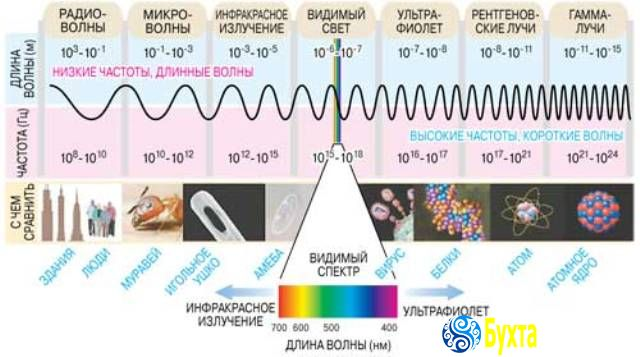 РАДИО-
ВОЛНЫ
МИКРО-
ВОЛНЫ
ИНФРАКРАСНОЕ
ИЗЛУЧЕНИЕ
ВИДИМЫЙ
СВЕТ
УЛЬТРА-
ФИОЛЕТ
РЕНТГЕНОВ-
СКИЕ ЛУЧИ
ГАММА-
ЛУЧИ
ДЛИНА
ВОЛНЫ (м)
10³-10⁻¹
10⁻¹-10⁻³
10⁻³-10⁻⁵
10⁻⁶-10⁻⁷
10⁻⁷-10⁻⁸
10⁻⁸-10⁻¹¹
10⁻¹¹-10⁻¹⁵
НИЗКИЕ ЧАСТОТЫ, ДЛИННЫЕ ВОЛНЫ
ВЫСОКИЕ ЧАСТОТЫ, КОРОТКИЕ ВОЛНЫ
ЧАСТОТА (Гц)
10⁸-10¹⁰
10¹⁰-10¹²
10¹²-10¹⁵
10¹⁵-10¹⁸
10¹⁶-10¹⁷
10¹⁷-10²¹
10²¹-10²⁴
С ЧЕМ
СРАВНИТЬ
ЗДАНИЯ
ЛЮДИ
МУРАВЕЙ
ИГОЛЬНОЕ
УШКО
АМЁБА
ВИРУС
БЕЛКИ
АТОМ
АТОМНОЕ
ЯДРО
ВИДИМЫЙ
СПЕКТР
ИНФРАКРАСНОЕ
ИЗЛУЧЕНИЕ
УЛЬТРАФИОЛЕТ
700 600 500 400
ДЛИНА ВОЛНЫ (нм)
Бухта